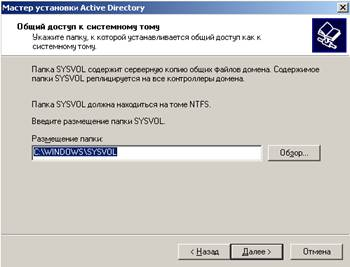 Мастер установки Active Directory
Общий доступ к системному тому
Укажите папку, к которой устанавливается общий доступ как к
системному тому.
Папка SYSVOL содержит серверную копию общих файлов домена. Содержимое
папки SYSVOL реплицируется на все контроллеры домена.
Папка SYSVOL должна находиться на томе NTFS.
Введите размещение папки SYSVOL.
Размещение папки:
C:\WINDOWS\SYSVOL
Обзор...
< Назад
Далее >
Отмена